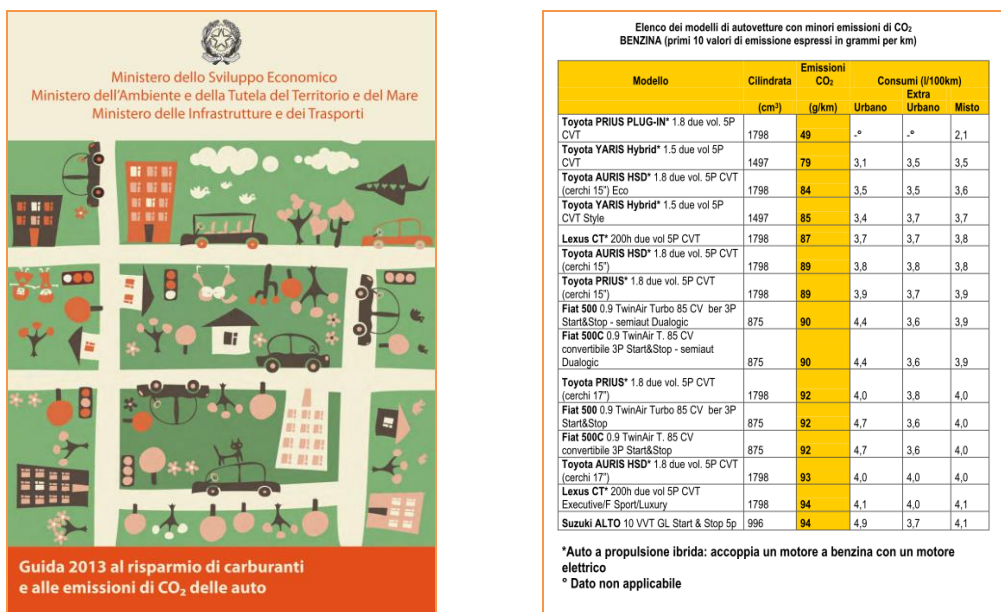 Ministero dello Sviluppo Economico
Ministero dell'Ambiente e della Tutela del Territorio e del Mare
Ministero delle Infrastrutture e dei Trasporti
Guida 2013 al risparmio di carburanti
e alle emissioni di CO₂ delle auto
Elenco dei modelli di autovetture con minori emissioni di CO₂
BENZINA (primi 10 valori di emissione espressi in grammi per km)
Modello Cilindrata Emissioni CO₂ Consumi (l/100km)
(cm³) (g/km) Urbano Extra Urbano Misto
Toyota PRIUS PLUG-IN* 1.8 due vol. 5P
CVT 1798 49 -° -° 2,1
Toyota YARIS Hybrid* 1.5 due vol 5P
CVT 1497 79 3,1 3,5 3,5
Toyota AURIS HSD* 1.8 due vol. 5P CVT
(cerchi 15") Eco 1798 84 3,5 3,5 3,6
Toyota YARIS Hybrid* 1.5 due vol 5P
CVT Style 1497 85 3,4 3,7 3,7
Lexus CT* 200h due vol 5P CVT 1798 87 3,7 3,7 3,8
Toyota AURIS HSD* 1.8 due vol. 5P CVT
(cerchi 15") 1798 89 3,8 3,8 3,8
Toyota PRIUS* 1.8 due vol. 5P CVT
(cerchi 15") 1798 89 3,9 3,7 3,9
Fiat 500 0.9 TwinAir Turbo 85 CV ber 3P
Start&Stop - semiaut Dualogic 875 90 4,4 3,6 3,9
Fiat 500C 0.9 TwinAir T. 85 CV
convertibile 3P Start&Stop - semiaut
Dualogic 875 90 4,4 3,6 3,9
Toyota PRIUS* 1.8 due vol. 5P CVT
(cerchi 17") 1798 92 4,0 3,8 4,0
Fiat 500 0.9 TwinAir Turbo 85 CV ber 3P
Start&Stop 875 92 4,7 3,6 4,0
Fiat 500C 0.9 TwinAir T. 85 CV
convertibile 3P Start&Stop 875 92 4,7 3,6 4,0
Toyota AURIS HSD* 1.8 due vol. 5P CVT
(cerchi 17") 1798 93 4,0 4,0 4,0
Lexus CT* 200h due vol 5P CVT
Executive/F Sport/Luxury 1798 94 4,1 4,0 4,1
Suzuki ALTO 10 VVT GL Start & Stop 5p 996 94 4,9 3,7 4,1
*Auto a propulsione ibrida: accoppia un motore a benzina con un motore
elettrico
° Dato non applicabile